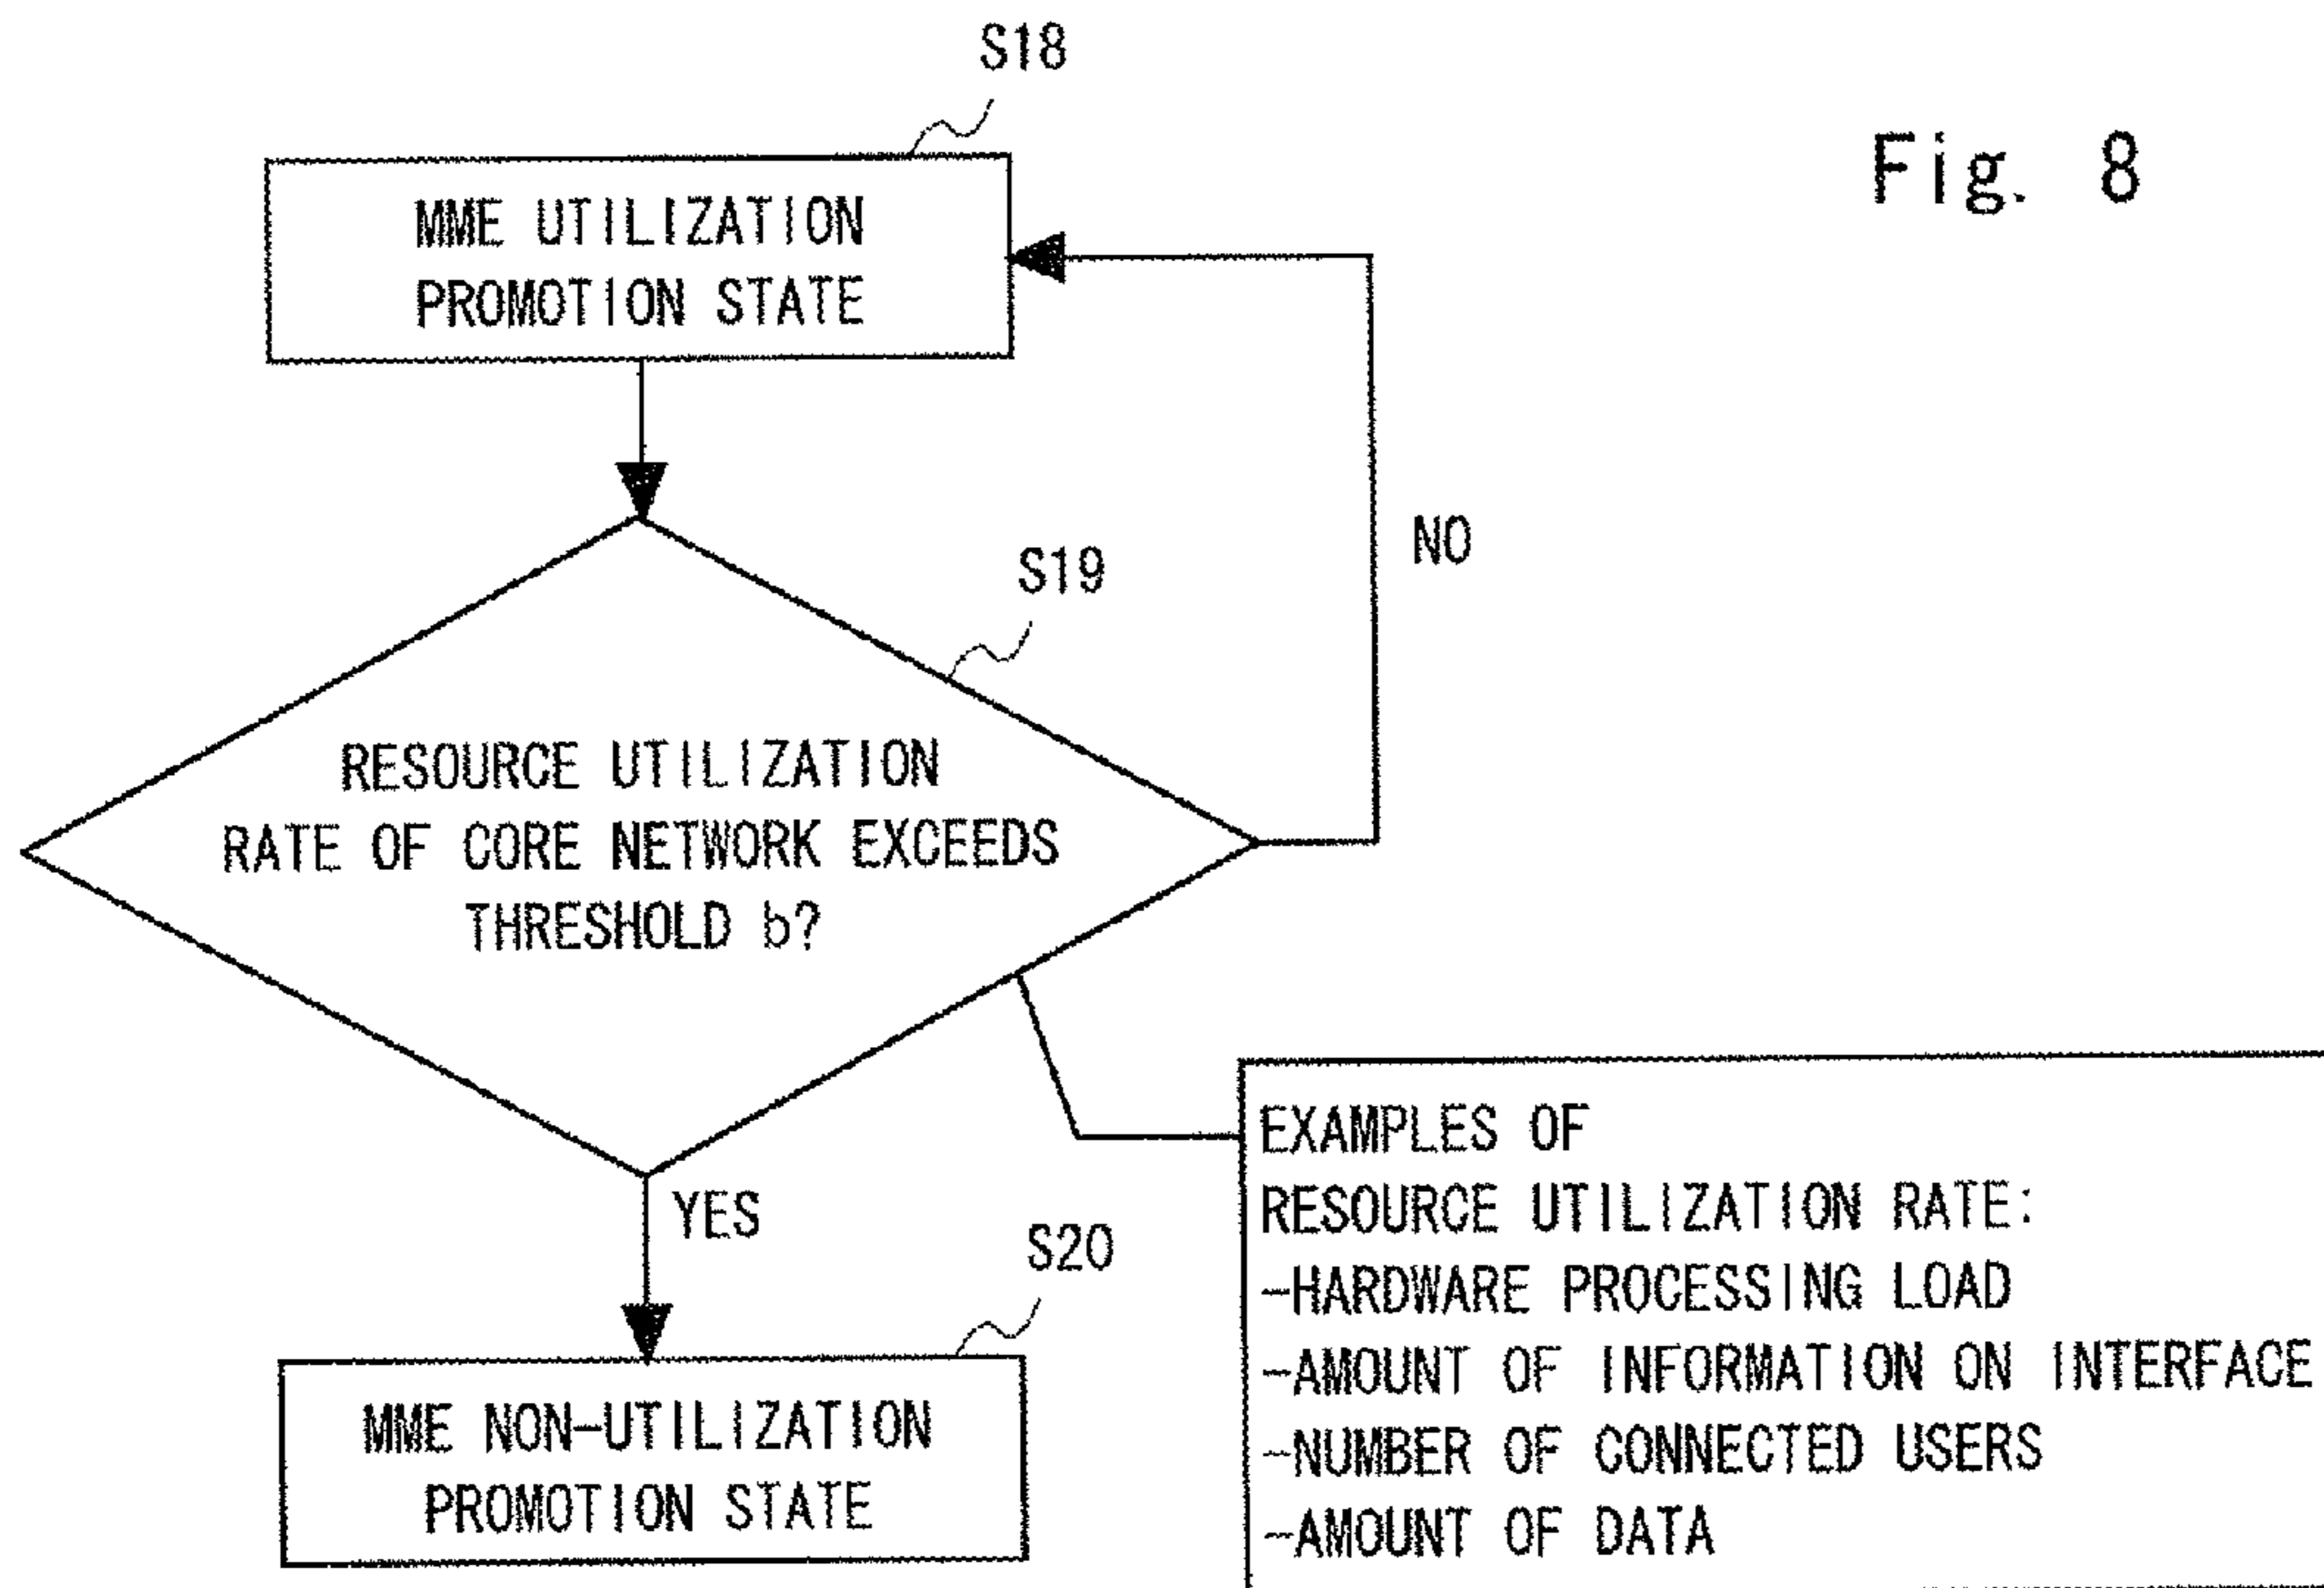 Fig. 8
S18
MME UTILIZATION
PROMOTION STATE
NO
S19
RESOURCE UTILIZATION
RATE OF CORE NETWORK EXCEEDS
THRESHOLD b?
YES
S20
MME NON-UTILIZATION
PROMOTION STATE
EXAMPLES OF
RESOURCE UTILIZATION RATE:
-HARDWARE PROCESSING LOAD
-AMOUNT OF INFORMATION ON INTERFACE
-NUMBER OF CONNECTED USERS
-AMOUNT OF DATA